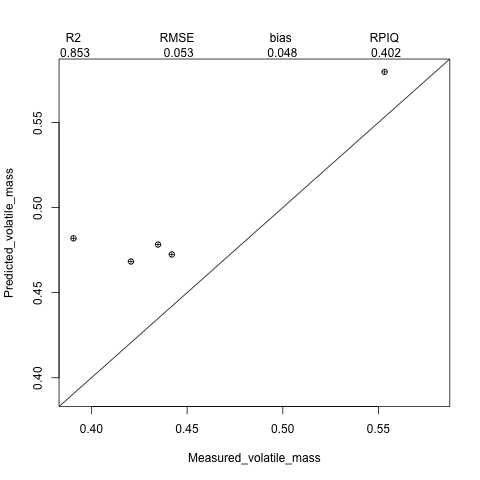 R2 RMSE bias RPIQ
0.853 0.053 0.048 0.402
Predicted_volatile_mass
0.55
0.50
0.45
0.40
0.40 0.45 0.50 0.55
Measured_volatile_mass